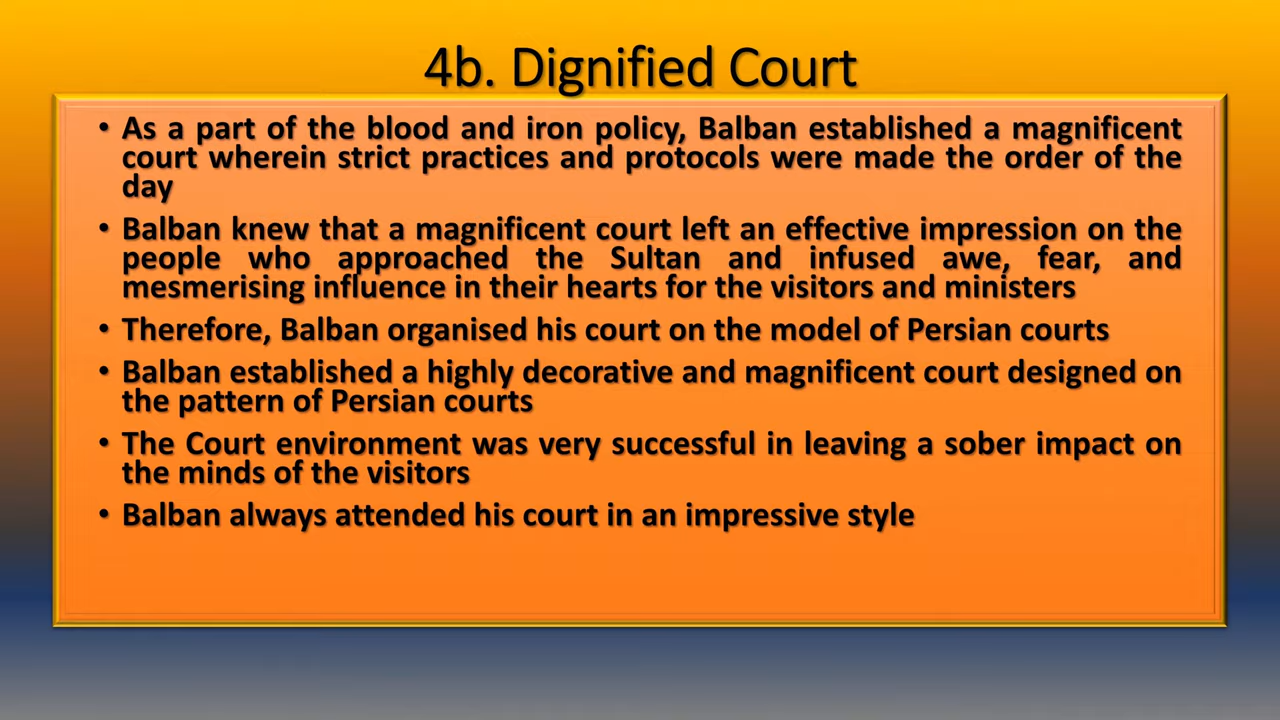 4b. Dignified Court
• As a part of the blood and iron policy, Balban established a magnificent
court wherein strict practices and protocols were made the order of the
day
• Balban knew that a magnificent court left an effective impression on the
people who approached the Sultan and infused awe, fear, and
mesmerising influence in their hearts for the visitors and ministers
• Therefore, Balban organised his court on the model of Persian courts
• Balban established a highly decorative and magnificent court designed on
the pattern of Persian courts
• The Court environment was very successful in leaving a sober impact on
the minds of the visitors
• Balban always attended his court in an impressive style